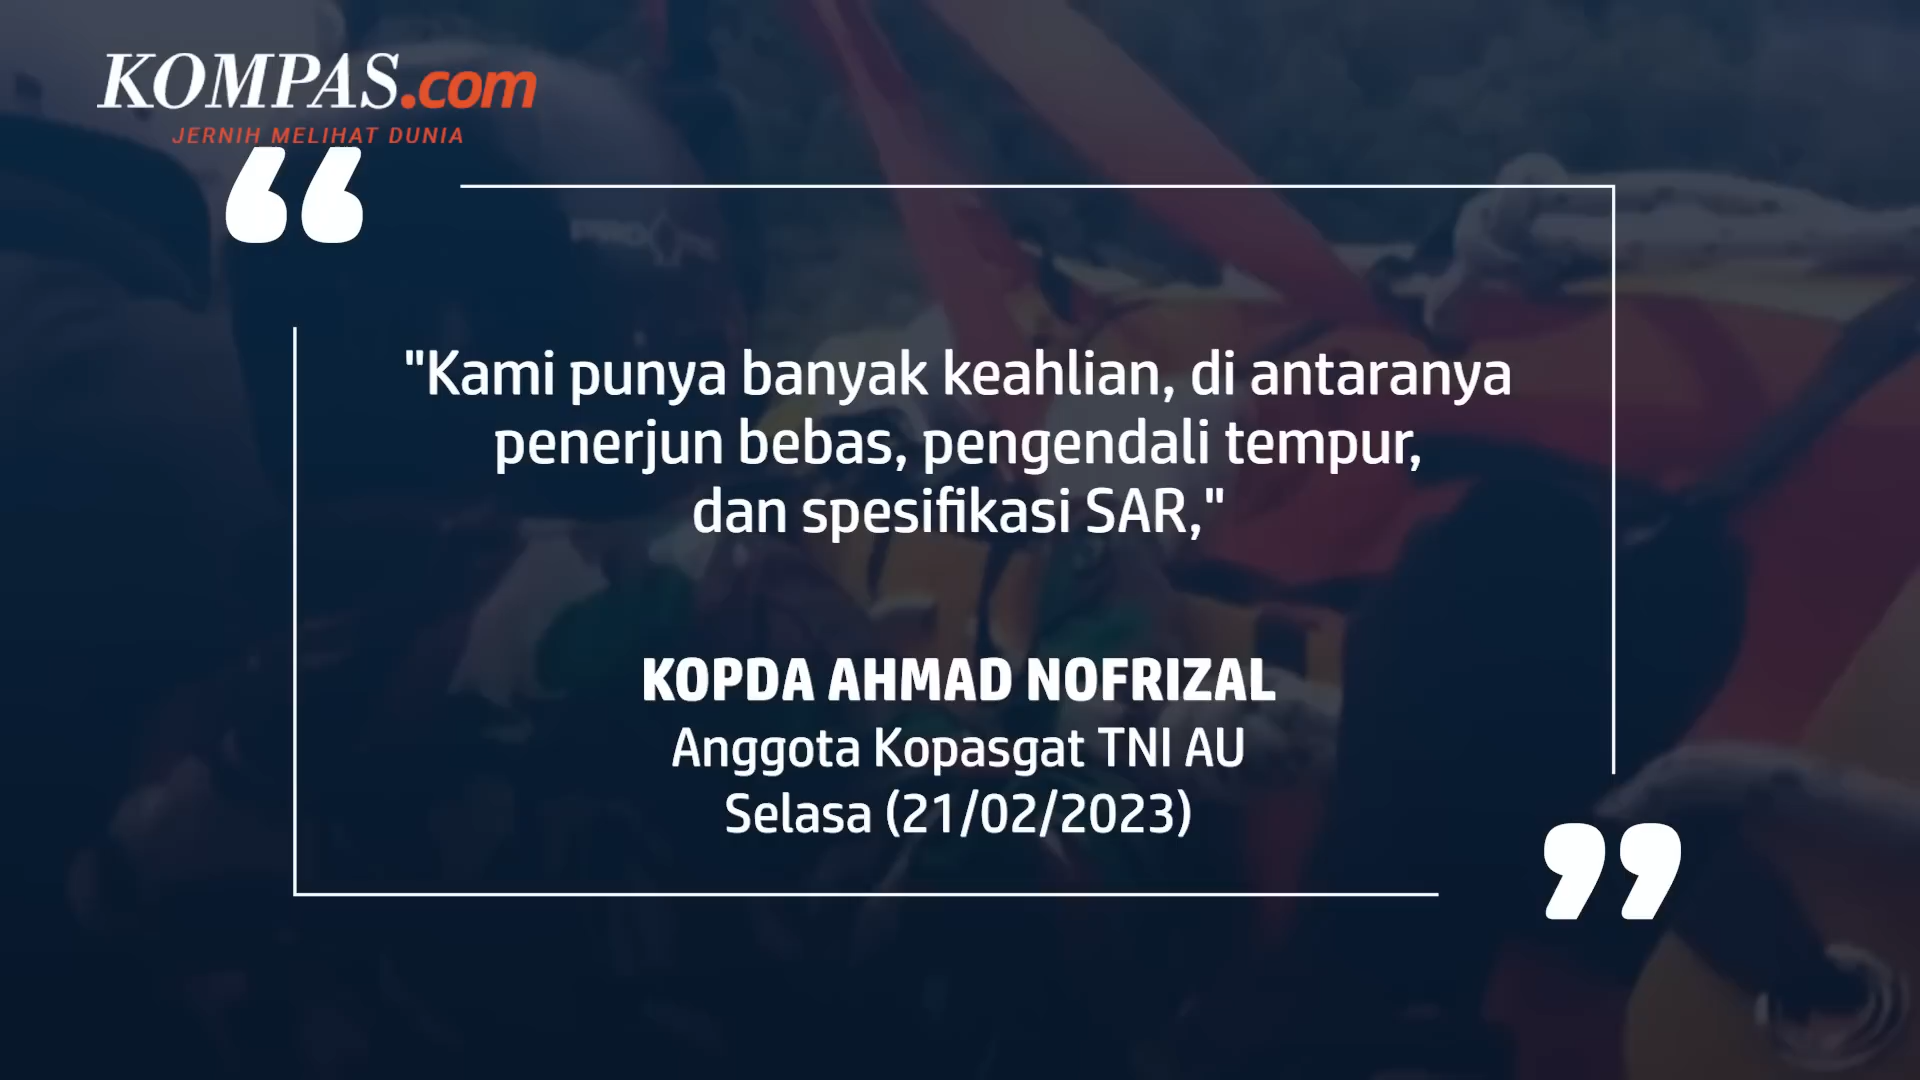 KOMPAS.com
JERNIH MELIHAT DUNIA
"Kami punya banyak keahlian, di antaranya
penerjun bebas, pengendali tempur,
dan spesifikasi SAR,"
KOPDA AHMAD NOFRIZAL
Anggota Kopasgat TNI AU
Selasa (21/02/2023)